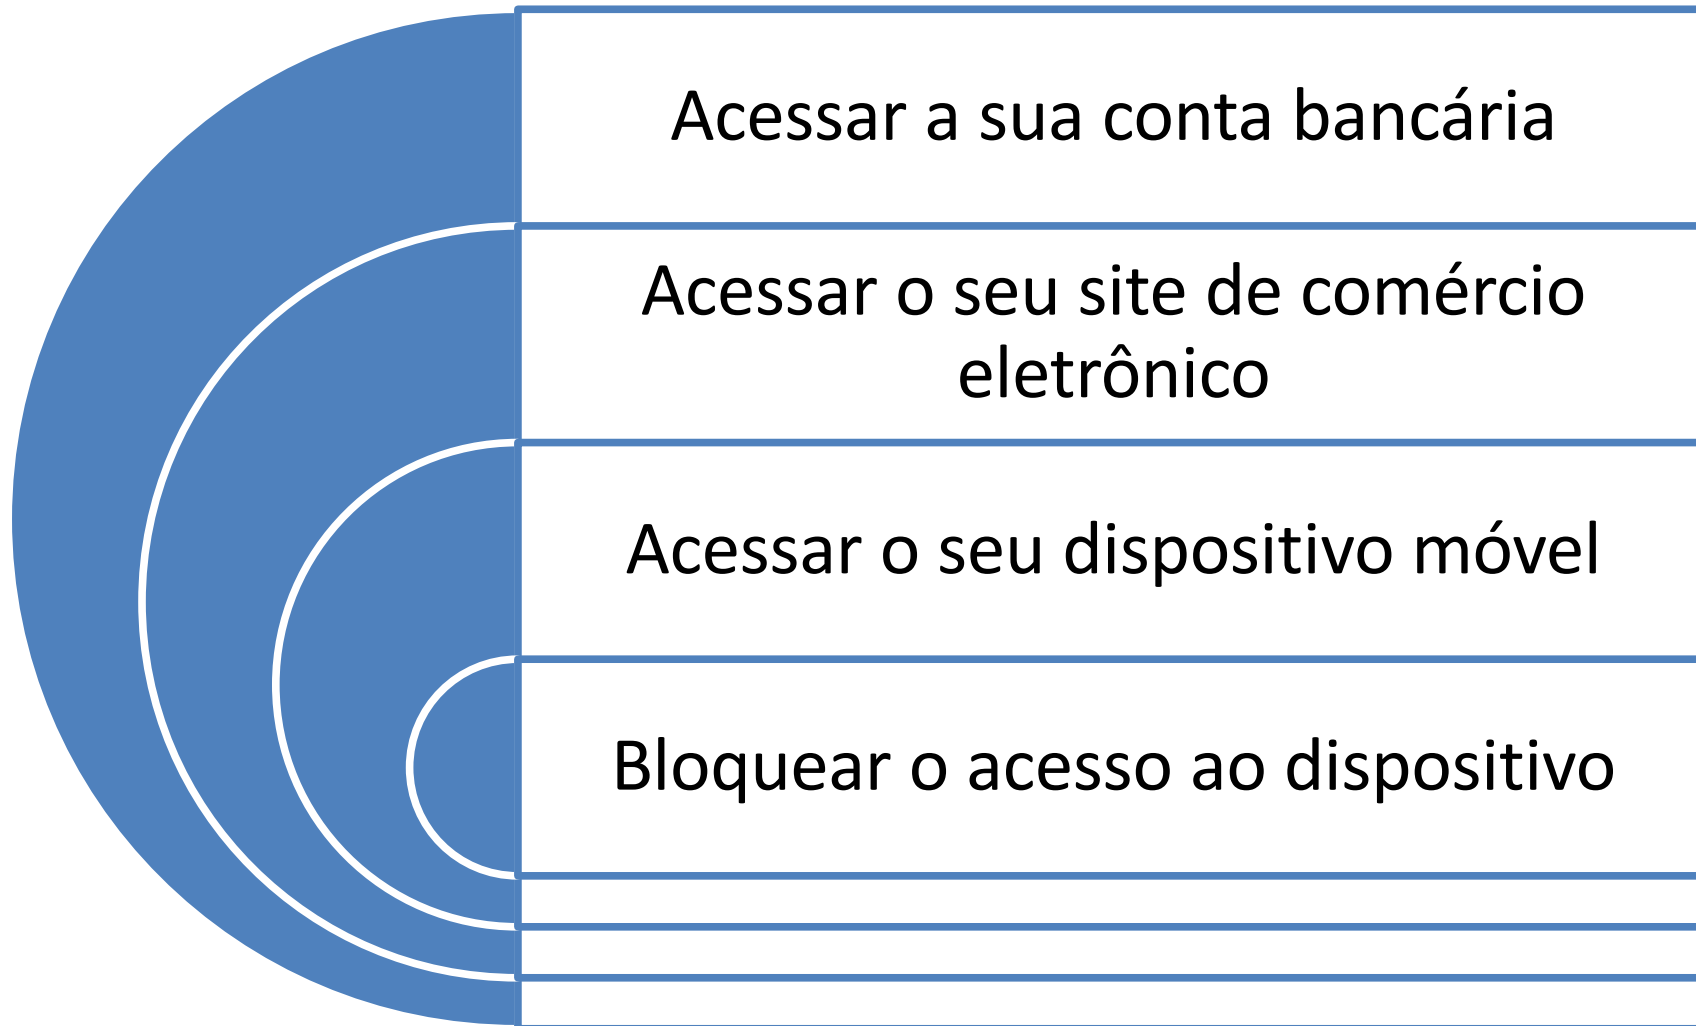 Acessar a sua conta bancária
Acessar o seu site de comércio
eletrônico
Acessar o seu dispositivo móvel
Bloquear o acesso ao dispositivo